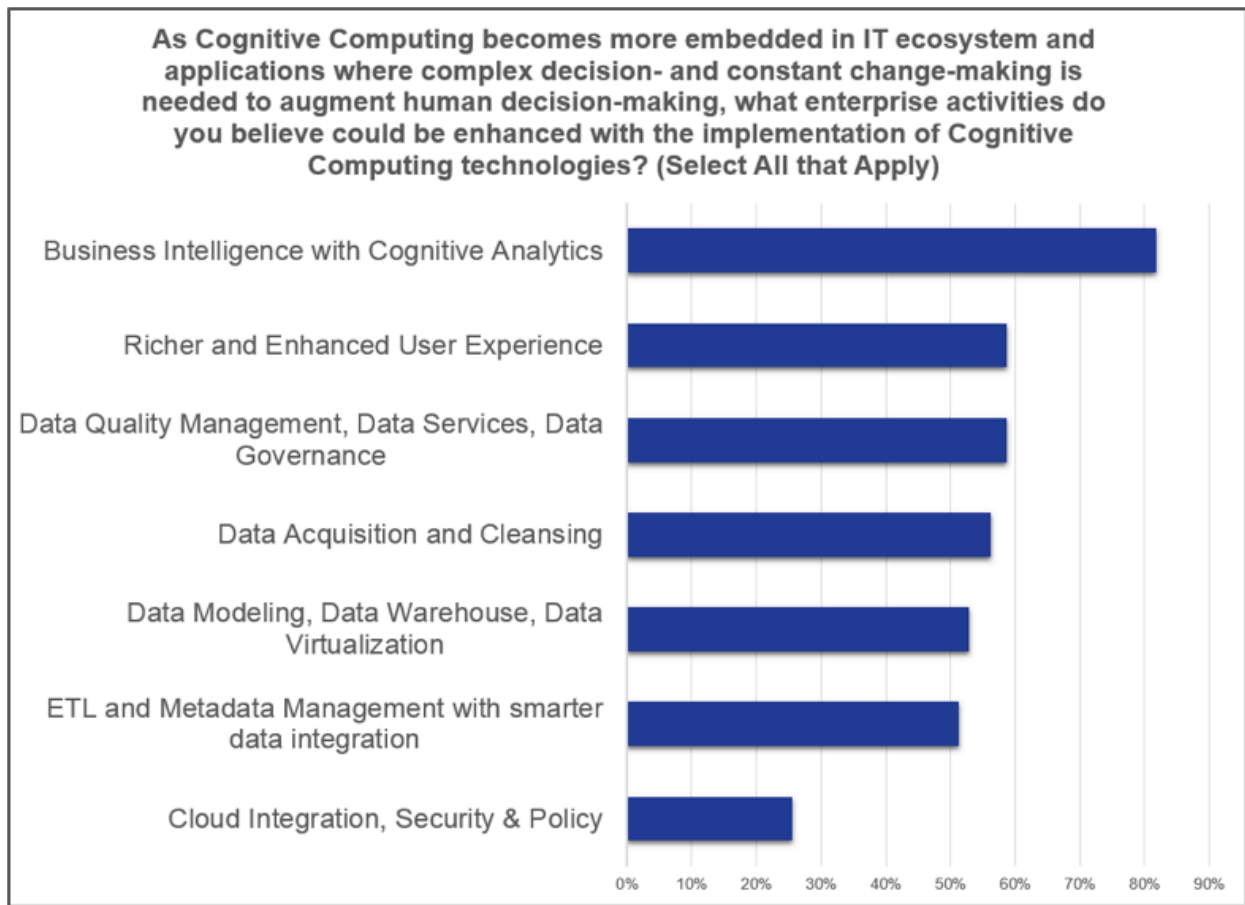 As Cognitive Computing becomes more embedded in IT ecosystem and
applications where complex decision- and constant change-making is
needed to augment human decision-making, what enterprise activities do
you believe could be enhanced with the implementation of Cognitive
Computing technologies? (Select All that Apply)
Business Intelligence with Cognitive Analytics
Richer and Enhanced User Experience
Data Quality Management, Data Services, Data
Governance
Data Acquisition and Cleansing
Data Modeling, Data Warehouse, Data
Virtualization
ETL and Metadata Management with smarter
data integration
Cloud Integration, Security & Policy
0% 10% 20% 30% 40% 50% 60% 70% 80% 90%